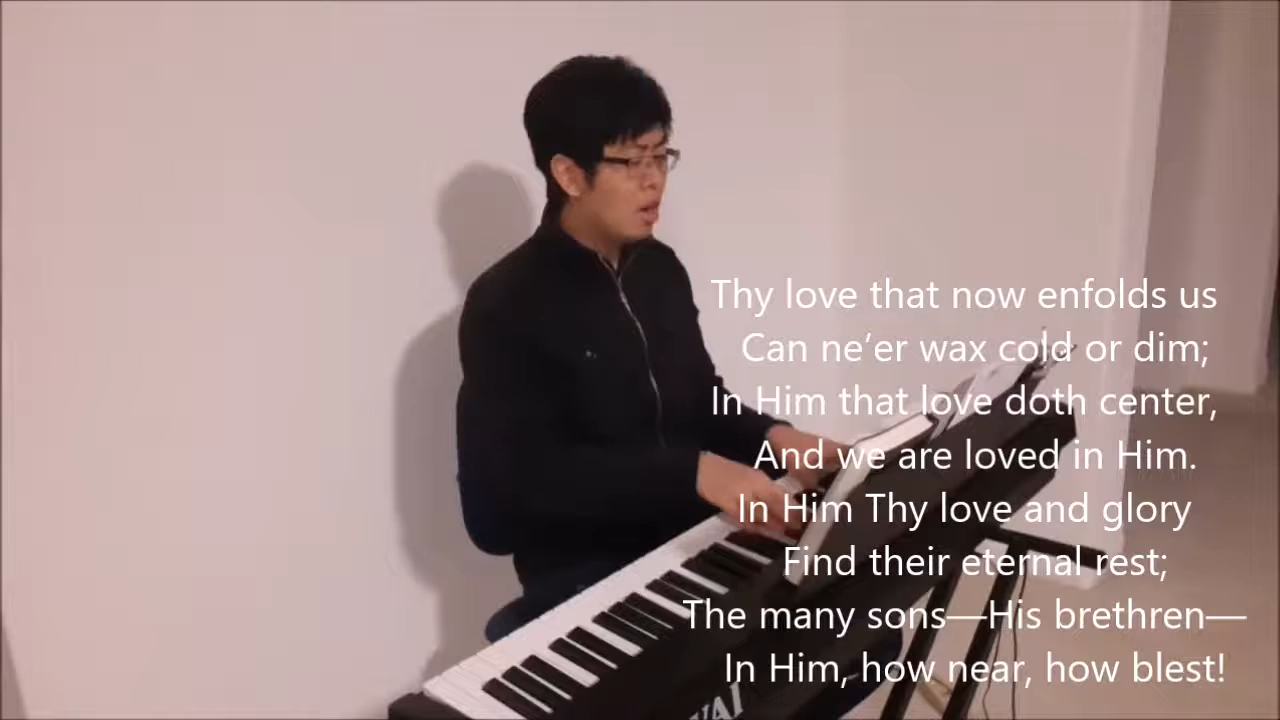 Thy love that now enfolds us
Can ne’er wax cold or dim;
In Him that love doth center,
And we are loved in Him.
In Him Thy love and glory
Find their eternal rest;
The many sons—His brethren—
In Him, how near, how blest!